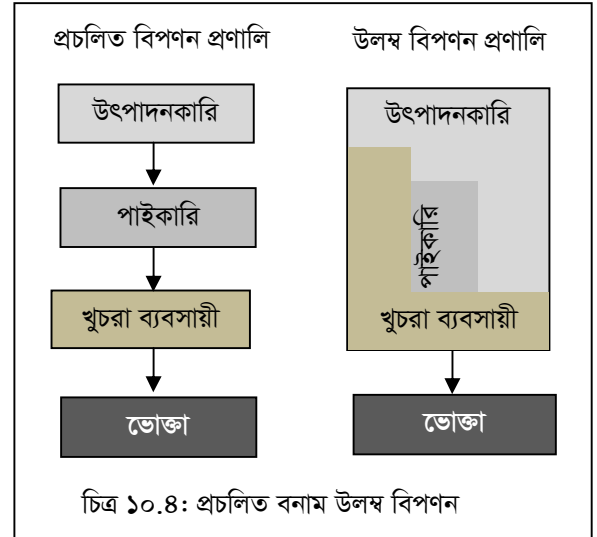 প্রচলিত বিপণন প্রণালি
উৎপাদনকারি
পাইকারি
খুচরা ব্যবসায়ী
ভোক্তা
উলম্ব বিপণন প্রণালি
উৎপাদনকারি
পাইকারি
খুচরা ব্যবসায়ী
ভোক্তা
চিত্র ১০.৪: প্রচলিত বনাম উলম্ব বিপণন